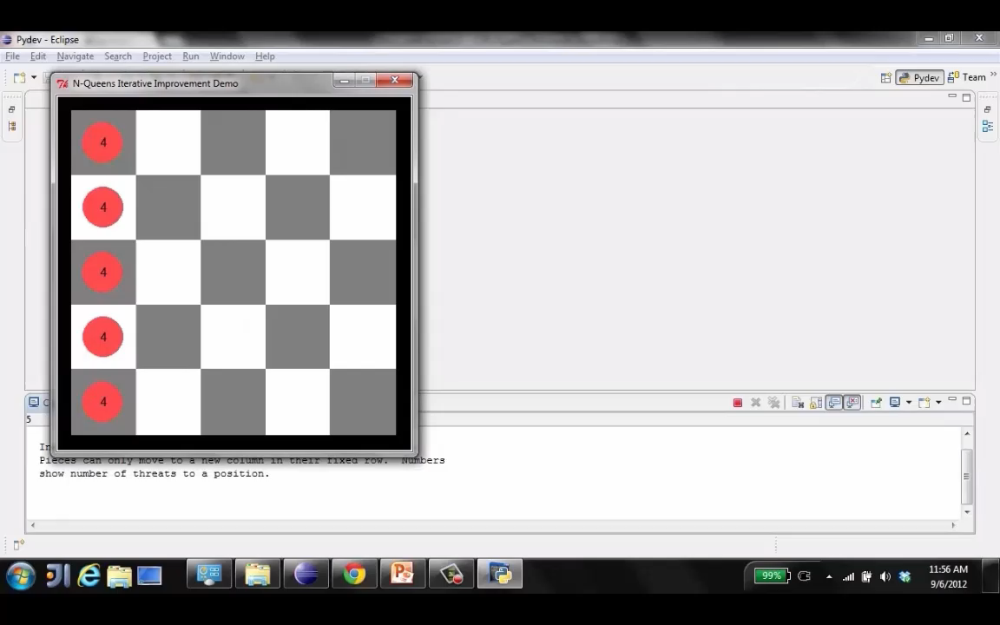 Pydev - Eclipse
File Edit Navigate Search Project Run Window Help
Pydev Team
N-Queens Iterative Improvement Demo
4
4
4
4
4
5
In
Pieces can only move to a new column in their fixed row. Numbers
show number of threats to a position.
99%
11:56 AM
9/6/2012